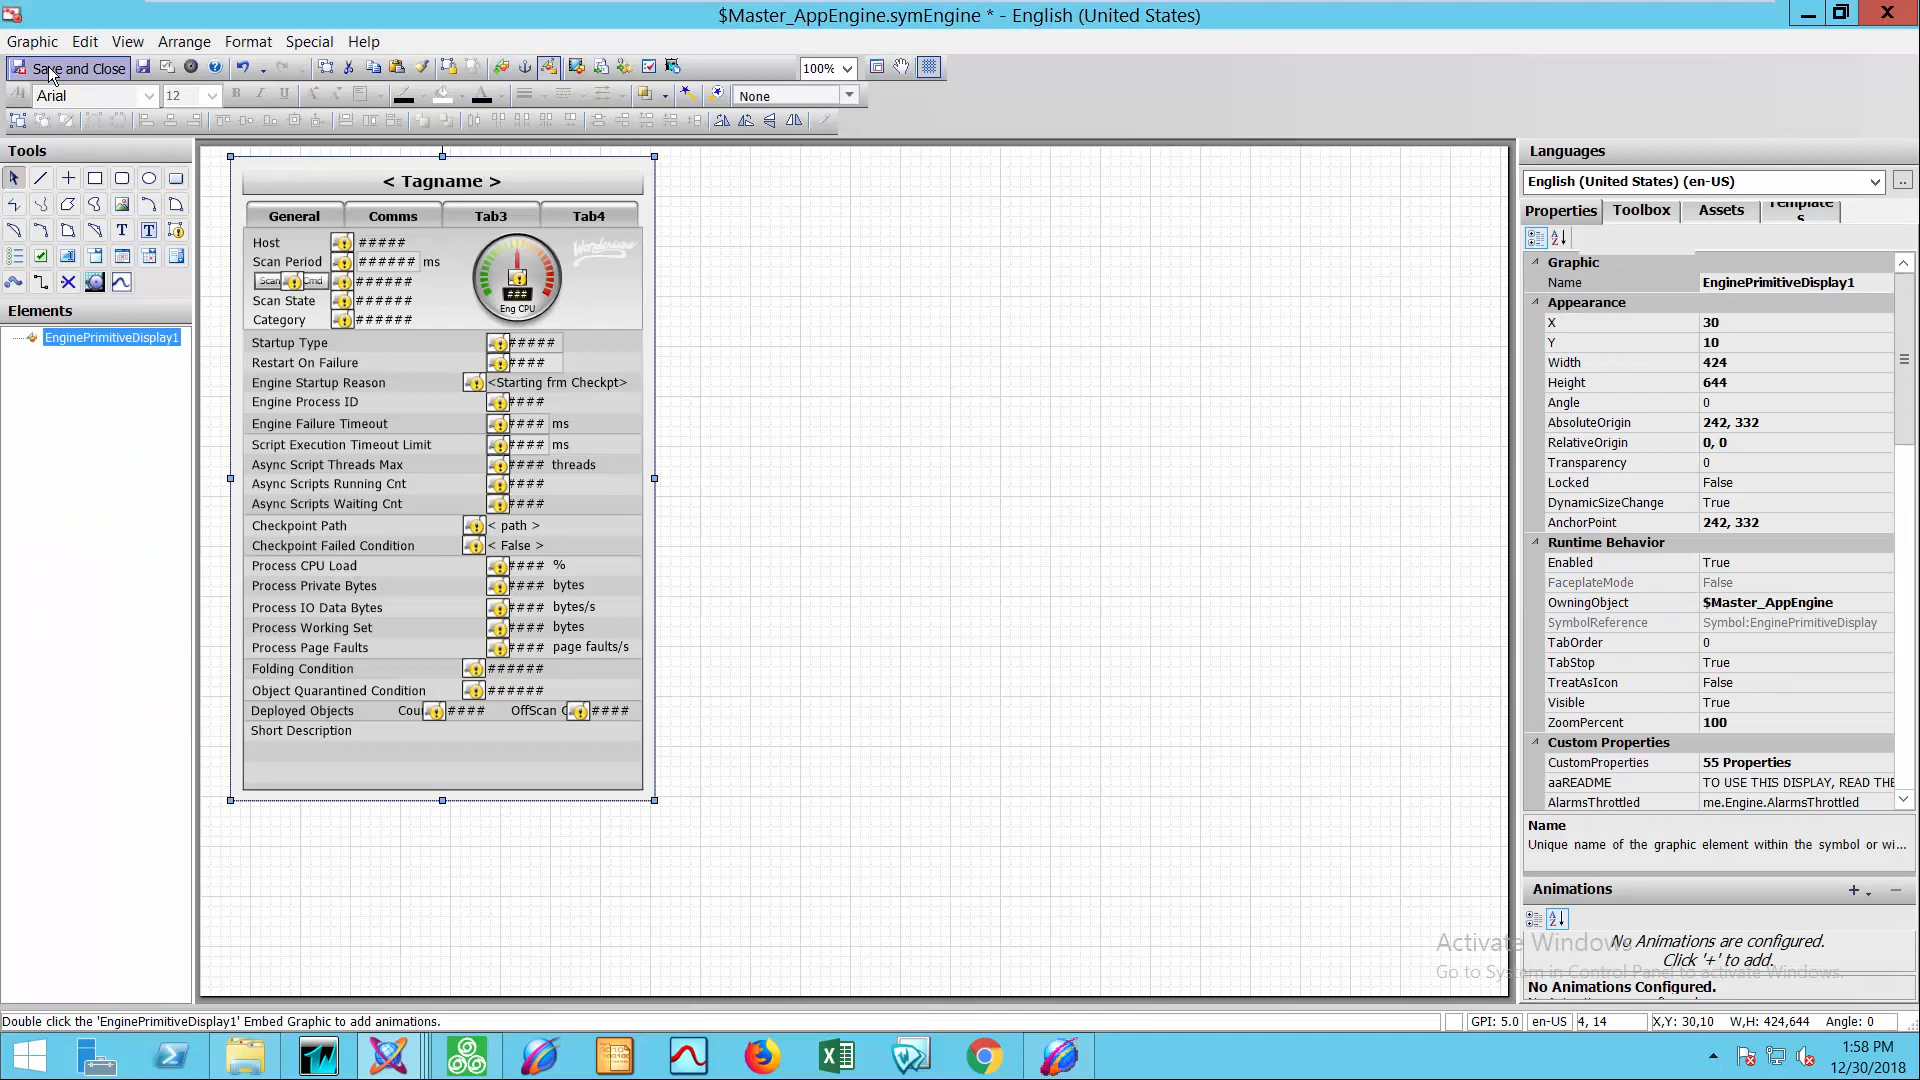 $Master_AppEngine.symEngine * - English (United States)
Graphic Edit View Arrange Format Special Help
Save and Close 100%
Arial 12 None
Tools
Elements
EnginePrimitiveDisplay1
< Tagname >
General Comms Tab3 Tab4
Host #####
Scan Period ###### ms
Scan Cmd ######
Scan State ######
Category ######
Wonderware
###
Eng CPU
Startup Type #####
Restart On Failure ####
Engine Startup Reason <Starting frm Checkpt>
Engine Process ID ####
Engine Failure Timeout #### ms
Script Execution Timeout Limit #### ms
Async Script Threads Max #### threads
Async Scripts Running Cnt ####
Async Scripts Waiting Cnt ####
Checkpoint Path < path >
Checkpoint Failed Condition < False >
Process CPU Load #### %
Process Private Bytes #### bytes
Process IO Data Bytes #### bytes/s
Process Working Set #### bytes
Process Page Faults #### page faults/s
Folding Condition ######
Object Quarantined Condition ######
Deployed Objects Cou #### OffScan C ####
Short Description
Languages
English (United States) (en-US)
Properties Toolbox Assets Templates
Graphic
Name EnginePrimitiveDisplay1
Appearance
X 30
Y 10
Width 424
Height 644
Angle 0
AbsoluteOrigin 242, 332
RelativeOrigin 0, 0
Transparency 0
Locked False
DynamicSizeChange True
AnchorPoint 242, 332
Runtime Behavior
Enabled True
FaceplateMode False
OwningObject $Master_AppEngine
SymbolReference Symbol:EnginePrimitiveDisplay
TabOrder 0
TabStop True
TreatAsIcon False
Visible True
ZoomPercent 100
Custom Properties
CustomProperties 55 Properties
aaREADME TO USE THIS DISPLAY, READ THE
AlarmsThrottled me.Engine.AlarmsThrottled
Name
Unique name of the graphic element within the symbol or wi...
Animations
No Animations are configured.
Click '+' to add.
No Animations Configured.
Activate Windows
Go to System in Control Panel to activate Windows.
Double click the 'EnginePrimitiveDisplay1' Embed Graphic to add animations.
GPI: 5.0 en-US 4, 14 X,Y: 30,10 W,H: 424,644 Angle: 0
1:58 PM
12/30/2018